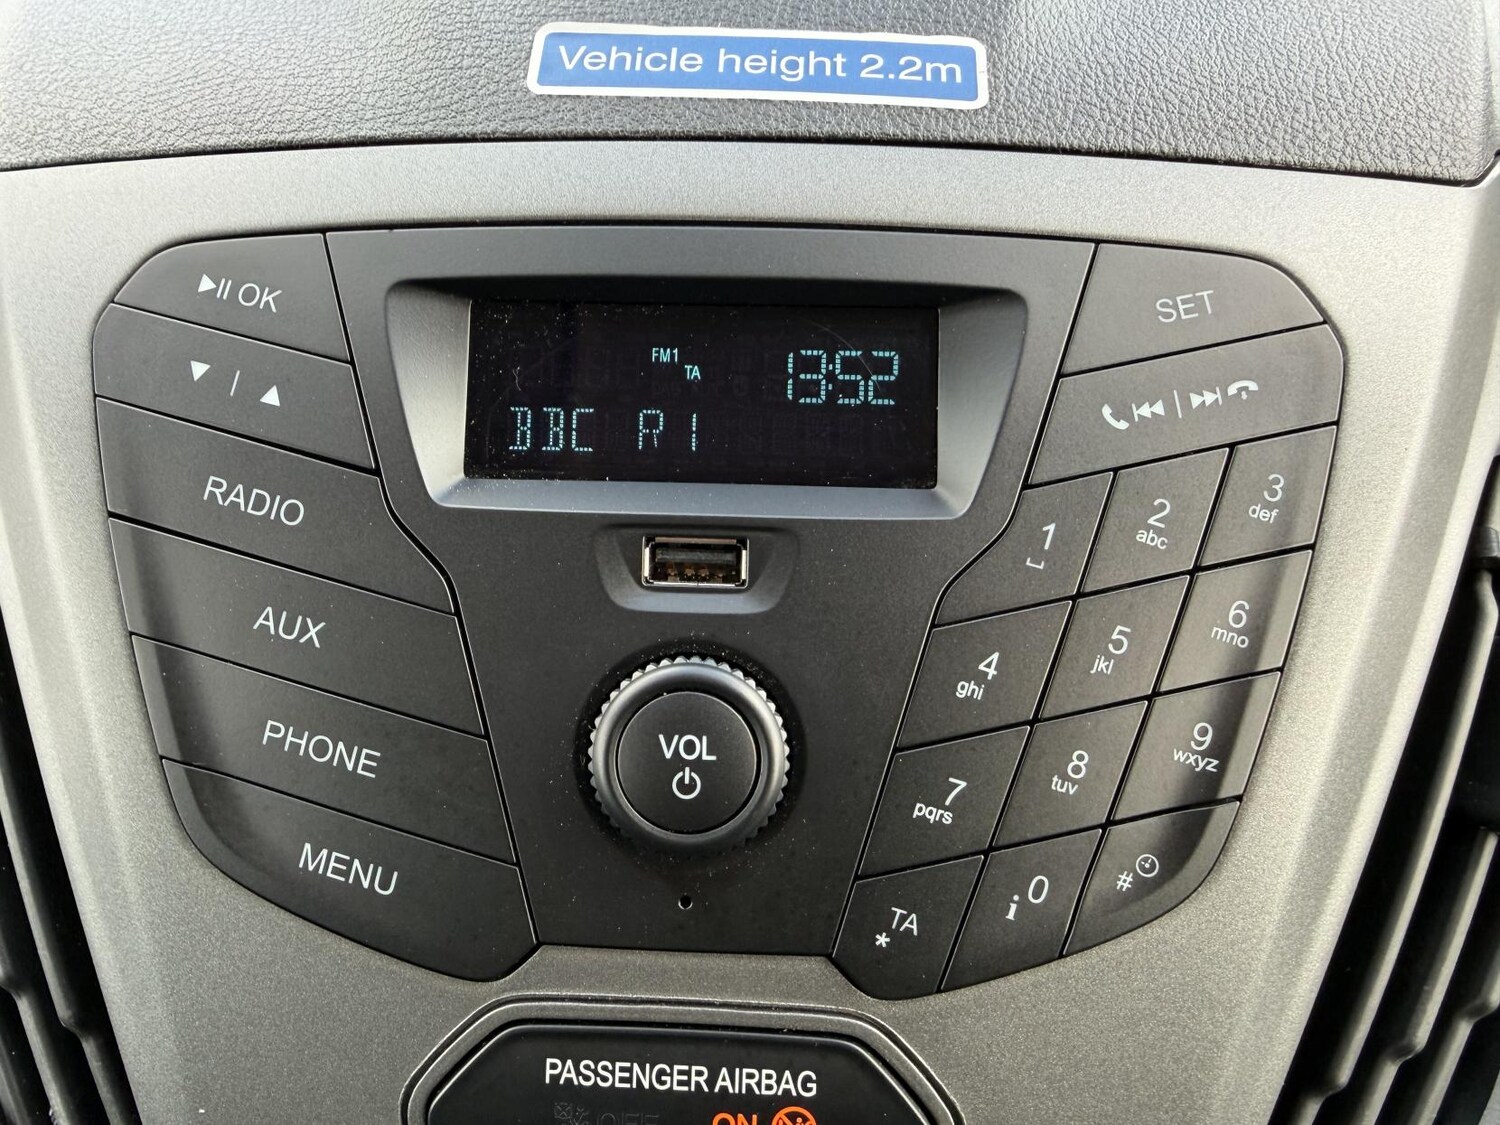 Vehicle height 2.2m
OK
SET
FM1
TA
13:52
BBC R1
RADIO
AUX
PHONE
MENU
VOL
1
2
abc
3
def
4
ghi
5
jkl
6
mno
7
pqrs
8
tuv
9
wxyz
TA
*
i 0
#
PASSENGER AIRBAG
OFF
ON